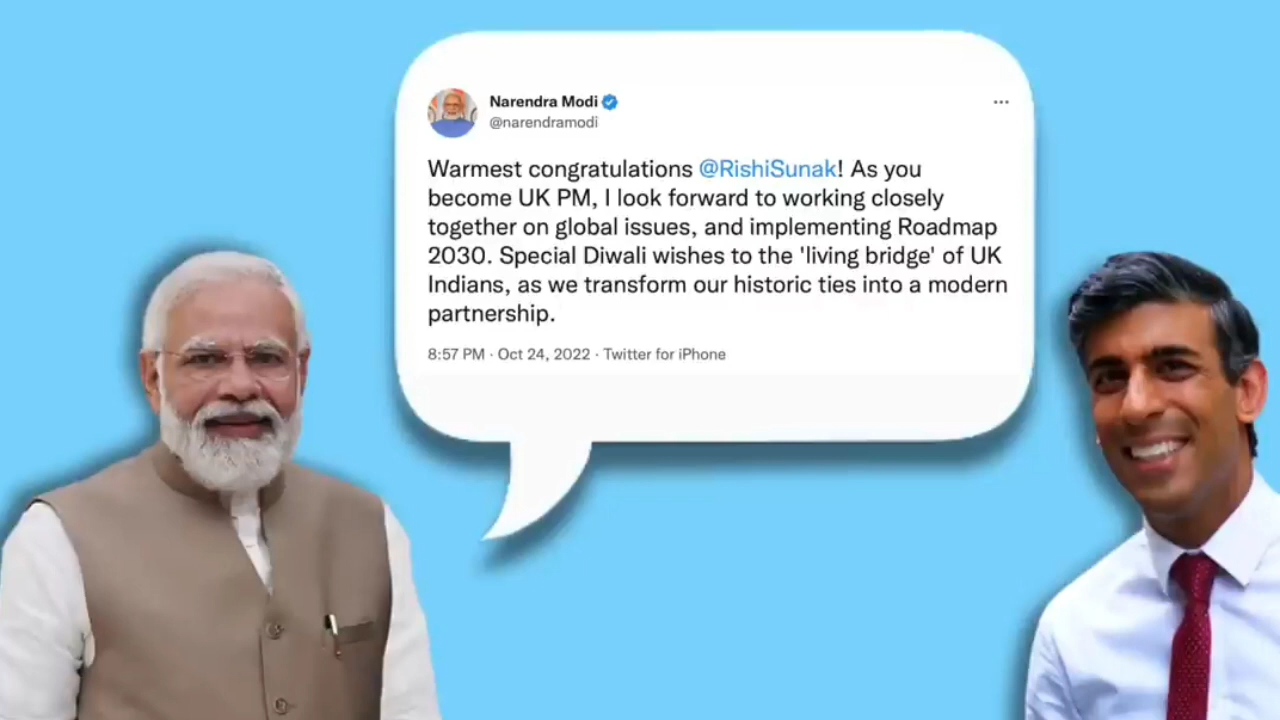 Narendra Modi
@narendramodi
Warmest congratulations @RishiSunak! As you
become UK PM, I look forward to working closely
together on global issues, and implementing Roadmap
2030. Special Diwali wishes to the 'living bridge' of UK
Indians, as we transform our historic ties into a modern
partnership.
8:57 PM · Oct 24, 2022 · Twitter for iPhone